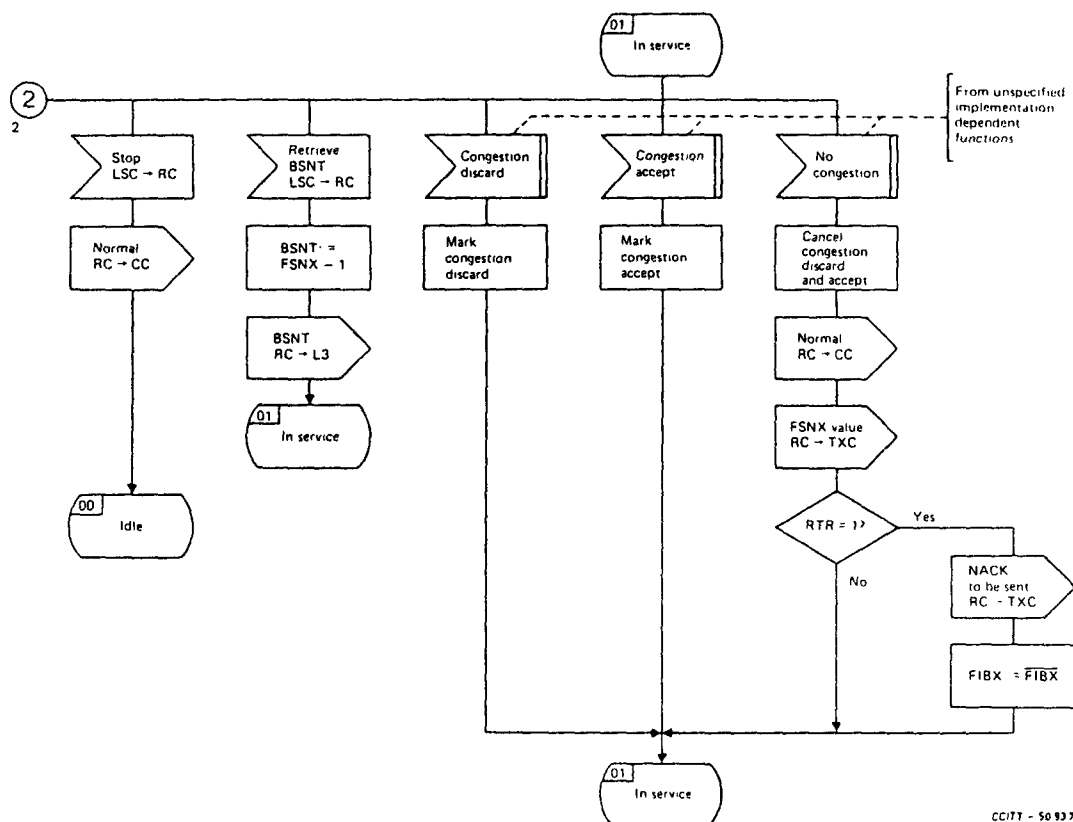 01
In service
2
2
From unspecified
implementation
dependent
functions
Stop
LSC → RC
Retrieve
BSNT
LSC → RC
Congestion
discard
Congestion
accept
No
congestion
Normal
RC → CC
BSNT· =
FSNX – 1
Mark
congestion
discard
Mark
congestion
accept
Cancel
congestion
discard
and accept
BSNT
RC → L3
Normal
RC → CC
01
In service
FSNX value
RC → TXC
00
Idle
RTR = 1?
Yes
No
NACK
to be sent
RC – TXC
FIBX = F̅I̅B̅X̅
01
In service
CCITT – 50 937